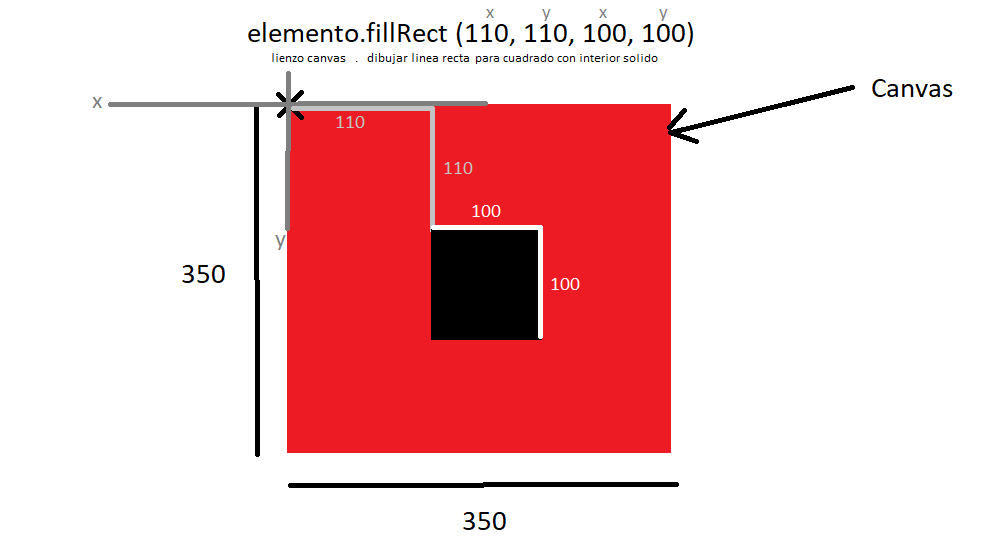 x y x y
elemento.fillRect (110, 110, 100, 100)
lienzo canvas . dibujar linea recta para cuadrado con interior solido
Canvas
x
110
110
100
y
350
100
350